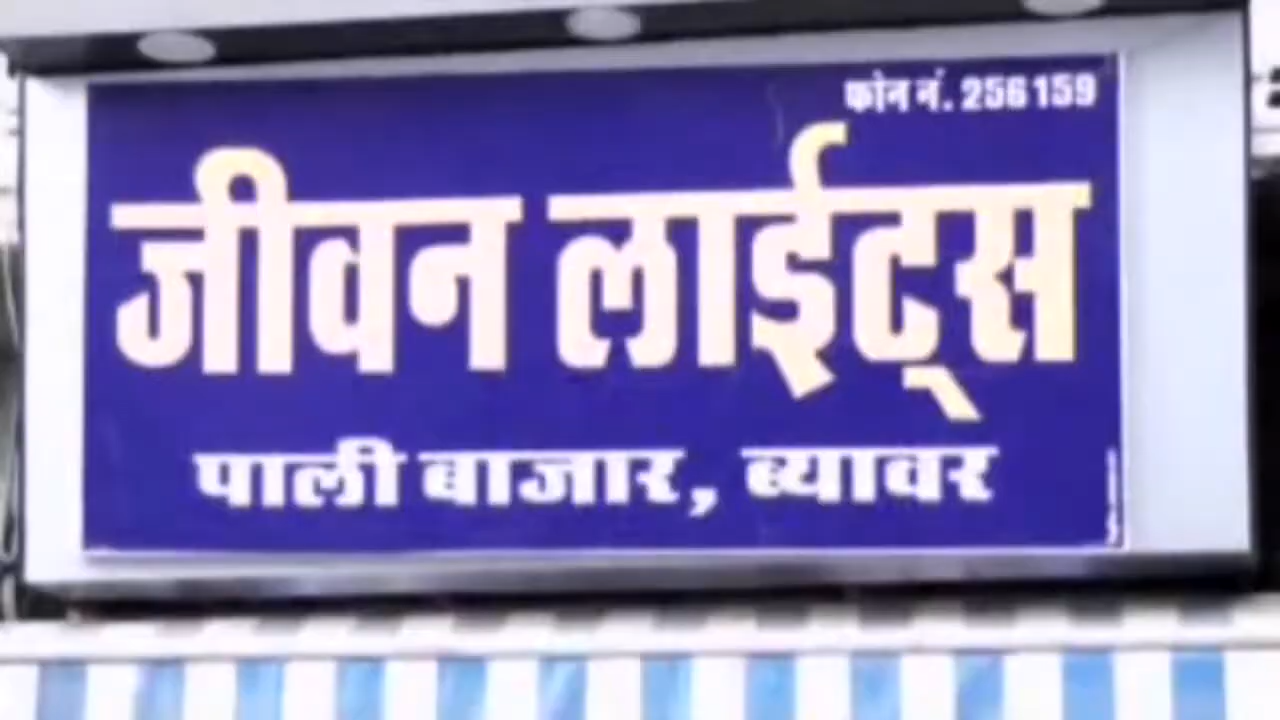 फोन नं. 256159
जीवन लाईट्स
पाली बाजार, ब्यावर